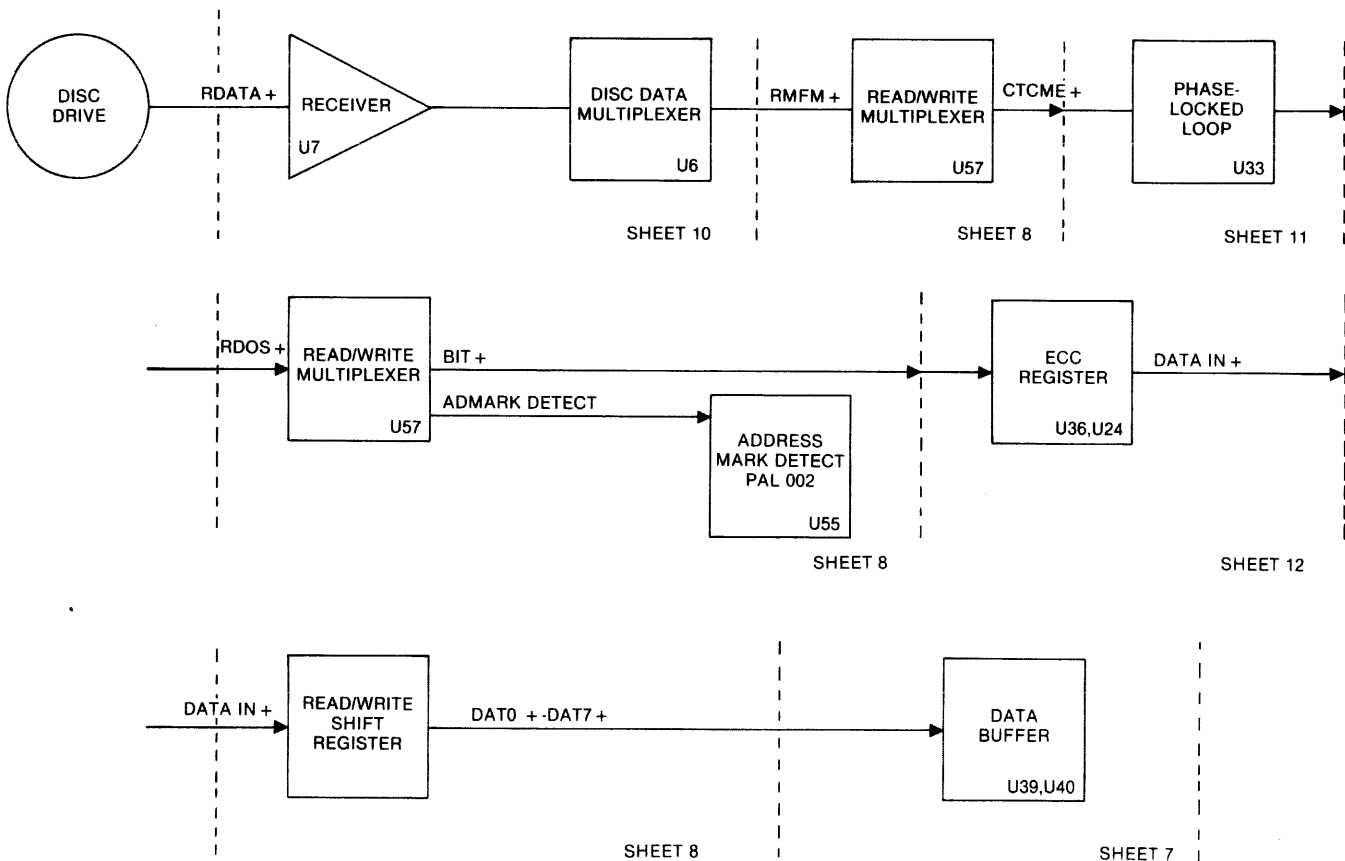 DISC
DRIVE
RDATA +
RECEIVER
U7
DISC DATA
MULTIPLEXER
U6
SHEET 10
RMFM +
READ/WRITE
MULTIPLEXER
U57
SHEET 8
CTCME +
PHASE-
LOCKED
LOOP
U33
SHEET 11
RDOS +
READ/WRITE
MULTIPLEXER
U57
BIT +
ADMARK DETECT
ADDRESS
MARK DETECT
PAL 002
U55
SHEET 8
ECC
REGISTER
U36,U24
DATA IN +
SHEET 12
DATA IN +
READ/WRITE
SHIFT
REGISTER
DAT0 + -DAT7 +
SHEET 8
DATA
BUFFER
U39,U40
SHEET 7